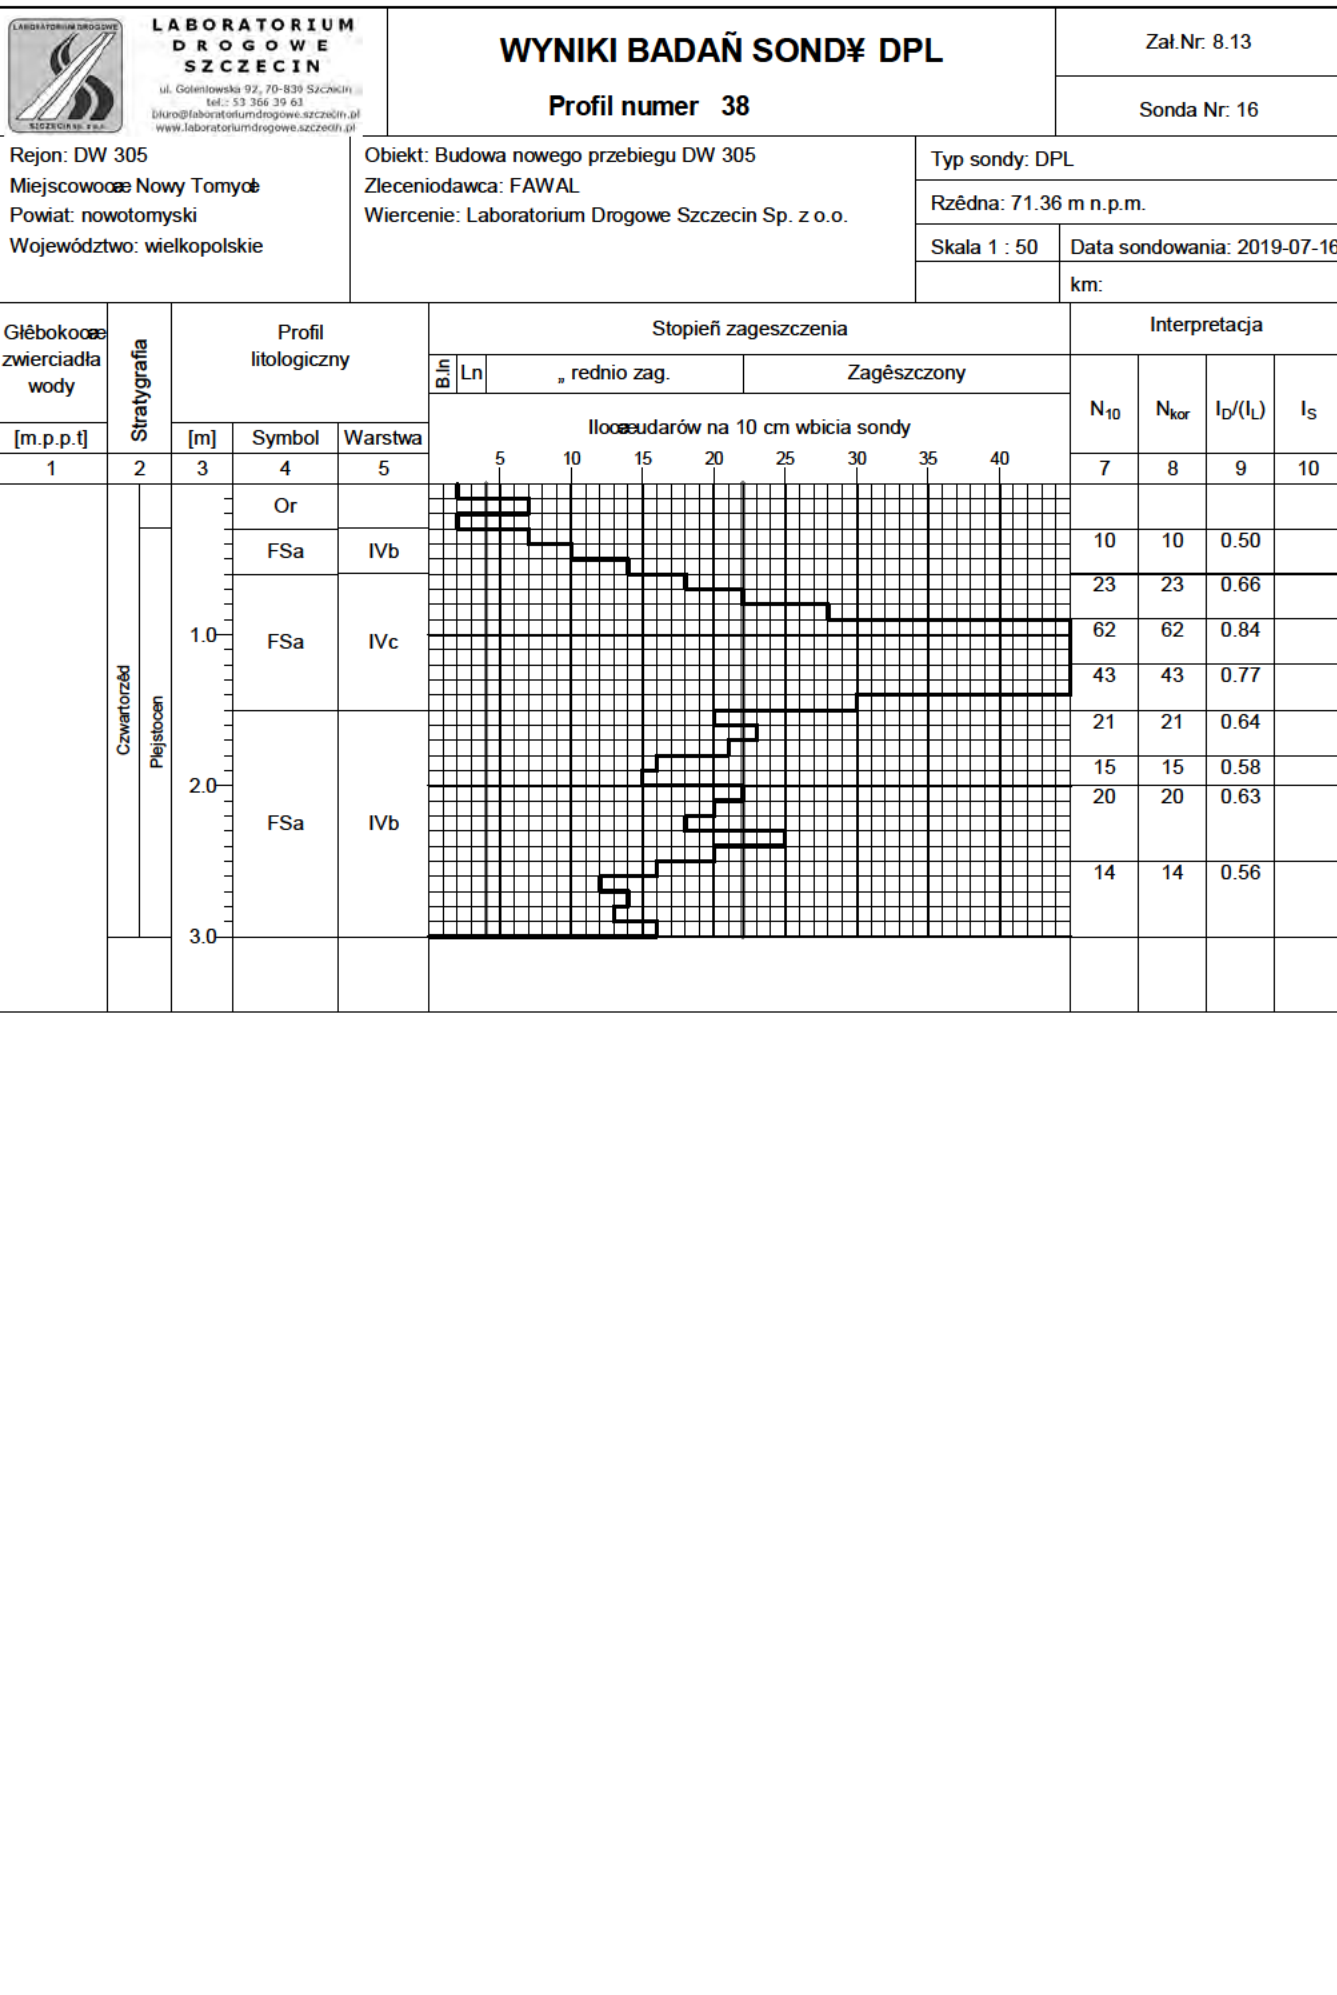 LABORATORIUM DROGOWE
SZCZECIN SP. Z O.O.
LABORATORIUM
DROGOWE
SZCZECIN
ul. Goleniowska 92, 70-830 Szczecin
tel.: 53 366 39 63
biuro@laboratoriumdrogowe.szczecin.pl
www.laboratoriumdrogowe.szczecin.pl
WYNIKI BADAÑ SOND¥ DPL
Profil numer 38
Zał.Nr: 8.13
Sonda Nr: 16
Rejon: DW 305
Miejscowoœæ Nowy Tomyœl
Powiat: nowotomyski
Województwo: wielkopolskie
Obiekt: Budowa nowego przebiegu DW 305
Zleceniodawca: FAWAL
Wiercenie: Laboratorium Drogowe Szczecin Sp. z o.o.
Typ sondy: DPL
Rzêdna: 71.36 m n.p.m.
Skala 1 : 50
Data sondowania: 2019-07-16
km:
Głêbokoœæ
zwierciadła
wody
[m.p.p.t]
Stratygrafia
Profil
litologiczny
[m] Symbol Warstwa
Stopieñ zageszczenia
B.ln Ln „ rednio zag. Zagêszczony
Iloœæ udarów na 10 cm wbicia sondy
5 10 15 20 25 30 35 40
Interpretacja
N10 Nkor ID/(IL) IS
1 2 3 4 5 7 8 9 10
Czwartorzêd
Plejstocen
Or
FSa IVb
10 10 0.50
23 23 0.66
1.0 FSa IVc
62 62 0.84
43 43 0.77
21 21 0.64
15 15 0.58
2.0
20 20 0.63
FSa IVb
14 14 0.56
3.0